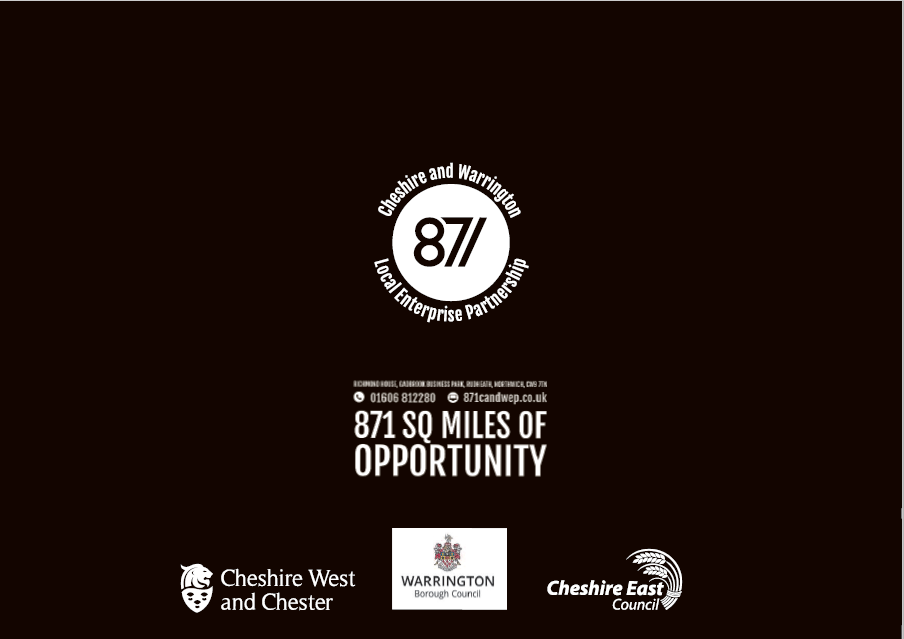 Cheshire and Warrington
871
Local Enterprise Partnership
RICHMOND HOUSE, GADBROOK BUSINESS PARK, RUDHEATH, NORTHWICH, CW9 7TN
01606 812280 871candwep.co.uk
871 SQ MILES OF
OPPORTUNITY
Cheshire West
and Chester
WARRINGTON
Borough Council
Cheshire East
Council